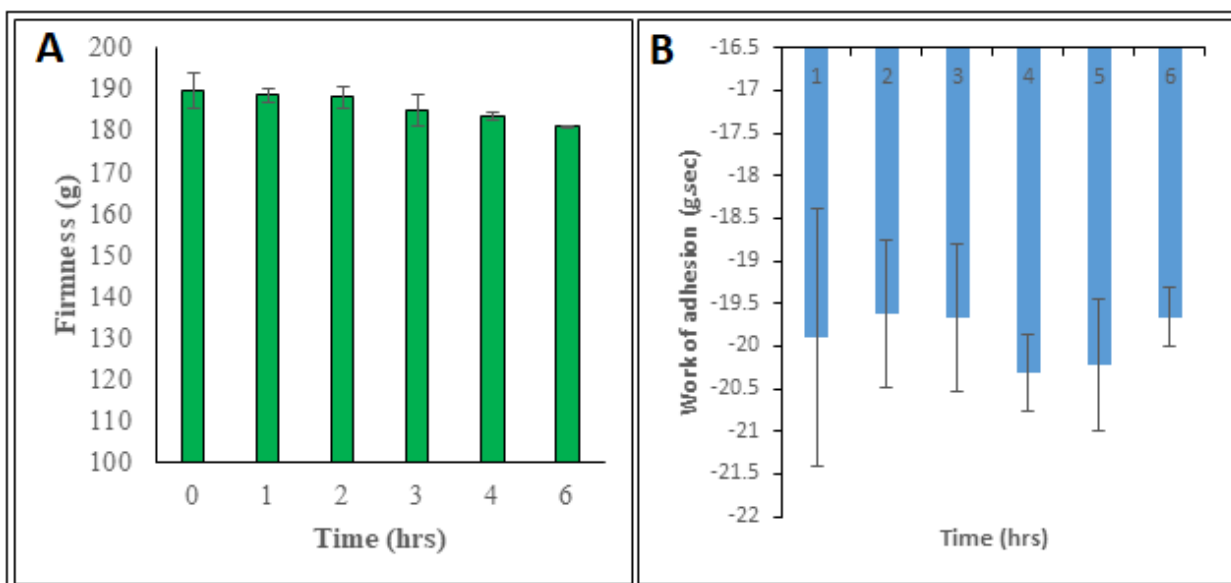 A
Firmness (g)
200
190
180
170
160
150
140
130
120
110
100
0 1 2 3 4 6
Time (hrs)
B
Work of adhesion (g.sec)
-16.5
-17
-17.5
-18
-18.5
-19
-19.5
-20
-20.5
-21
-21.5
-22
1 2 3 4 5 6
Time (hrs)